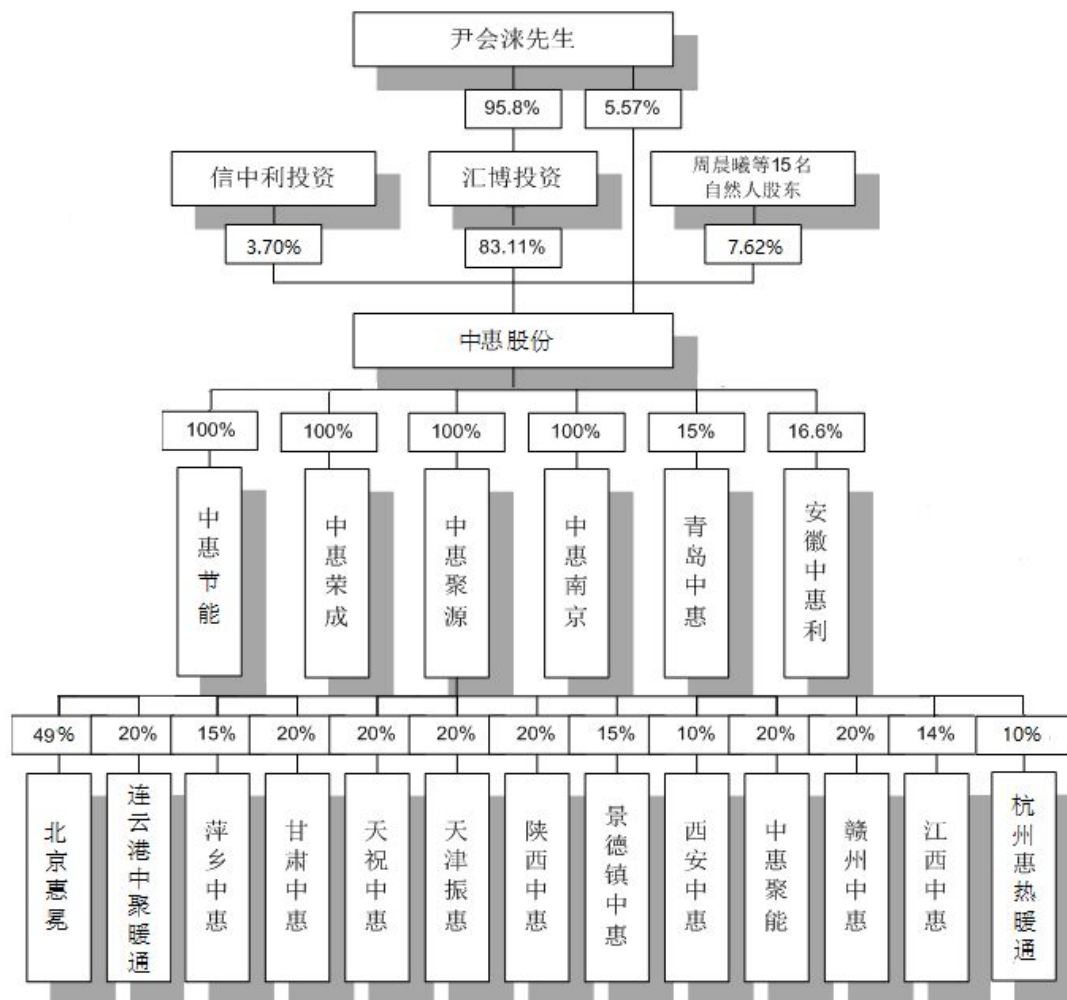 尹会涞先生
95.8%
5.57%
信中利投资
汇博投资
周晨曦等15名
自然人股东
3.70%
83.11%
7.62%
中惠股份
100%
100%
100%
100%
15%
16.6%
中惠节能
中惠荣成
中惠聚源
中惠南京
青岛中惠
安徽中惠利
49%
20%
15%
20%
20%
20%
20%
15%
10%
20%
20%
14%
10%
北京惠晃
连云港中聚暖通
萍乡中惠
甘肃中惠
天祝中惠
天津振惠
陕西中惠
景德镇中惠
西安中惠
中惠聚能
赣州中惠
江西中惠
杭州惠热暖通